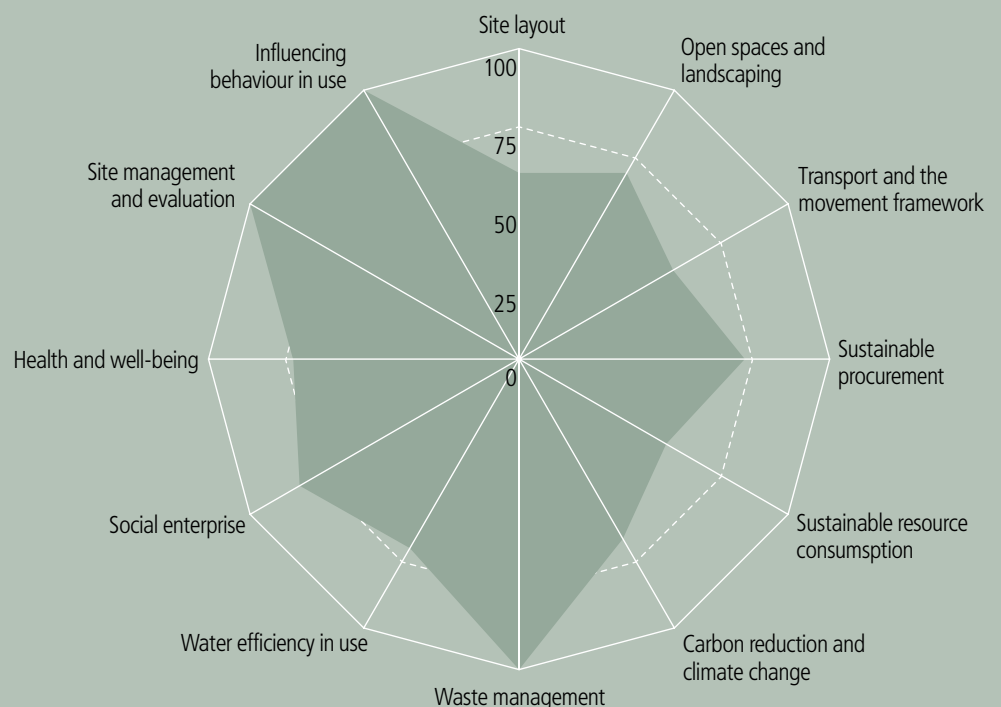 Site layout
Open spaces and
landscaping
Transport and the
movement framework
Sustainable
procurement
Sustainable resource
consumsption
Carbon reduction and
climate change
Waste management
Water efficiency in use
Social enterprise
Health and well-being
Site management
and evaluation
Influencing
behaviour in use
100
75
50
25
0